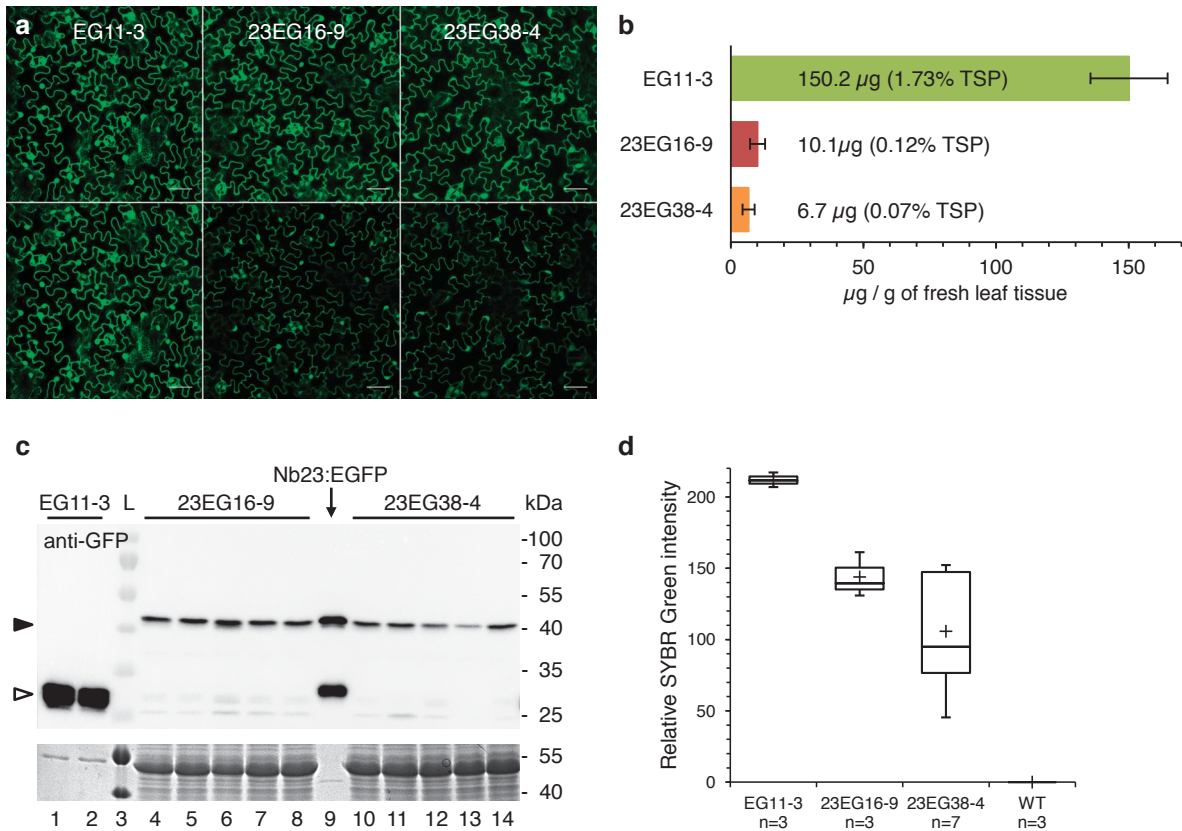 a
EG11-3
23EG16-9
23EG38-4
b
EG11-3
150.2 µg (1.73% TSP)
23EG16-9
10.1µg (0.12% TSP)
23EG38-4
6.7 µg (0.07% TSP)
0 50 100 150
µg / g of fresh leaf tissue
c
Nb23:EGFP
EG11-3 L 23EG16-9 23EG38-4 kDa
anti-GFP
-100
- 70
- 55
- 40
- 35
- 25
- 55
- 40
1 2 3 4 5 6 7 8 9 10 11 12 13 14
d
Relative SYBR Green intensity
200
150
100
50
0
EG11-3 23EG16-9 23EG38-4 WT
n=3 n=3 n=7 n=3